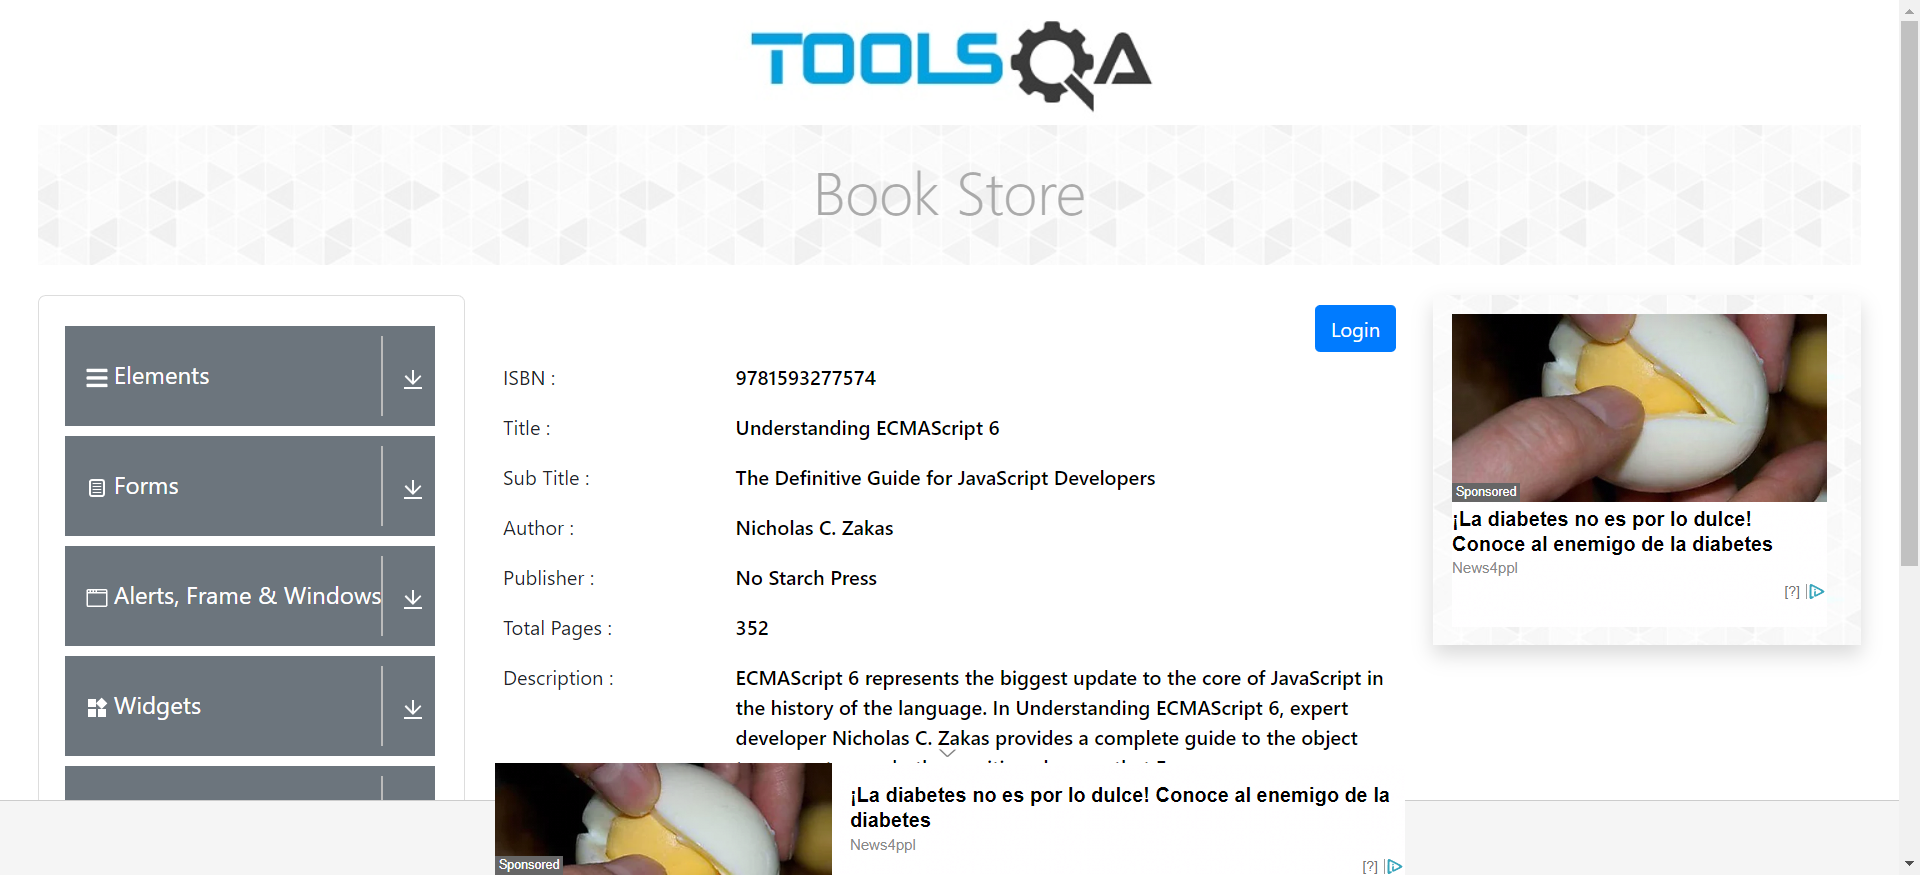 TOOLSQA
Book Store
Elements
Forms
Alerts, Frame & Windows
Widgets
Login
ISBN : 9781593277574
Title : Understanding ECMAScript 6
Sub Title : The Definitive Guide for JavaScript Developers
Author : Nicholas C. Zakas
Publisher : No Starch Press
Total Pages : 352
Description : ECMAScript 6 represents the biggest update to the core of JavaScript in
the history of the language. In Understanding ECMAScript 6, expert
developer Nicholas C. Zakas provides a complete guide to the object
Sponsored
¡La diabetes no es por lo dulce!
Conoce al enemigo de la diabetes
News4ppl
[?]
Sponsored
¡La diabetes no es por lo dulce! Conoce al enemigo de la
diabetes
News4ppl
[?]